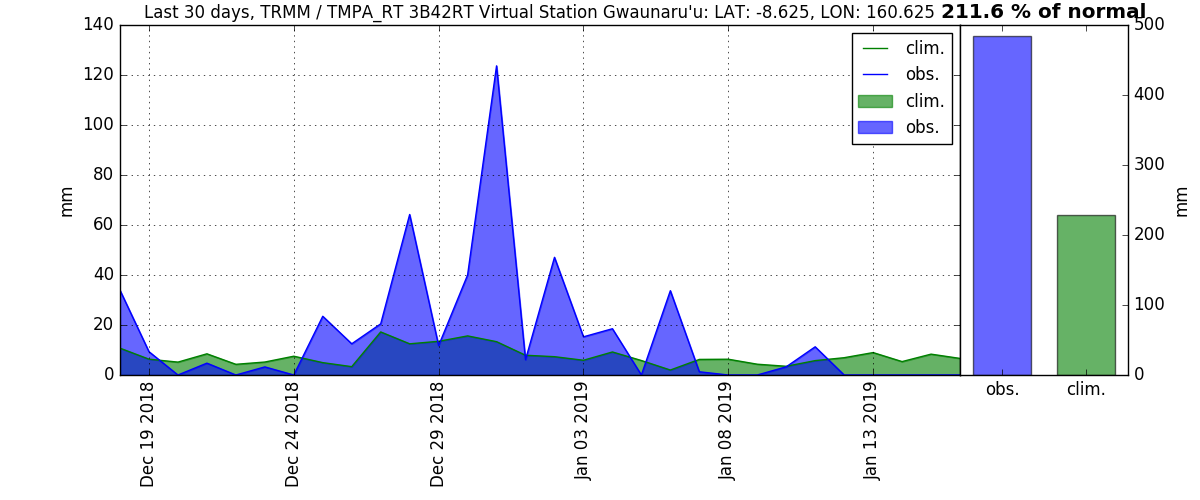 Last 30 days, TRMM / TMPA_RT 3B42RT Virtual Station Gwaunaru'u: LAT: -8.625, LON: 160.625 211.6 % of normal
140
120
100
80
60
40
20
0
mm
clim.
obs.
clim.
obs.
500
400
300
200
100
0
mm
Dec 19 2018
Dec 24 2018
Dec 29 2018
Jan 03 2019
Jan 08 2019
Jan 13 2019
obs.
clim.